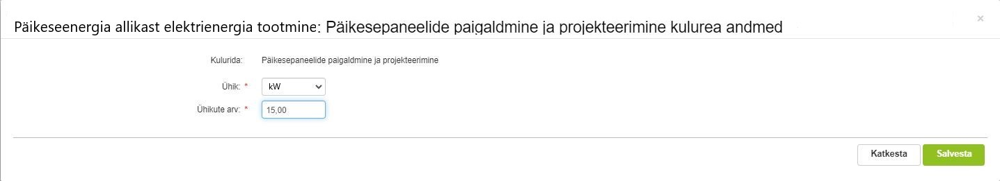 Päikeseenergia allikast elektrienergia tootmine: Päikesepaneelide paigaldmine ja projekteerimine kulurea andmed ×
Kulurida: Päikesepaneelide paigaldmine ja projekteerimine
Ühik: * kW
Ühikute arv: * 15,00
Katkesta Salvesta